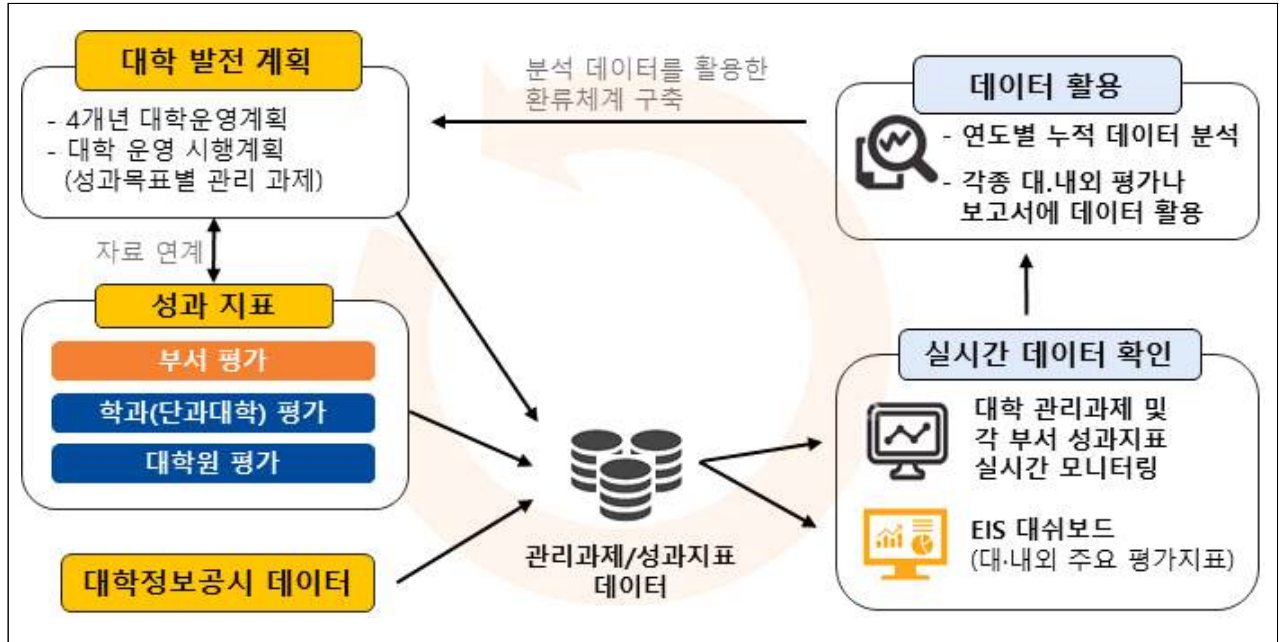 대학 발전 계획
- 4개년 대학운영계획
- 대학 운영 시행계획
(성과목표별 관리 과제)
자료 연계
성과 지표
부서 평가
학과(단과대학) 평가
대학원 평가
대학정보공시 데이터
분석 데이터를 활용한
환류체계 구축
관리과제/성과지표
데이터
데이터 활용
- 연도별 누적 데이터 분석
- 각종 대.내외 평가나
보고서에 데이터 활용
실시간 데이터 확인
대학 관리과제 및
각 부서 성과지표
실시간 모니터링
EIS 대쉬보드
(대·내외 주요 평가지표)